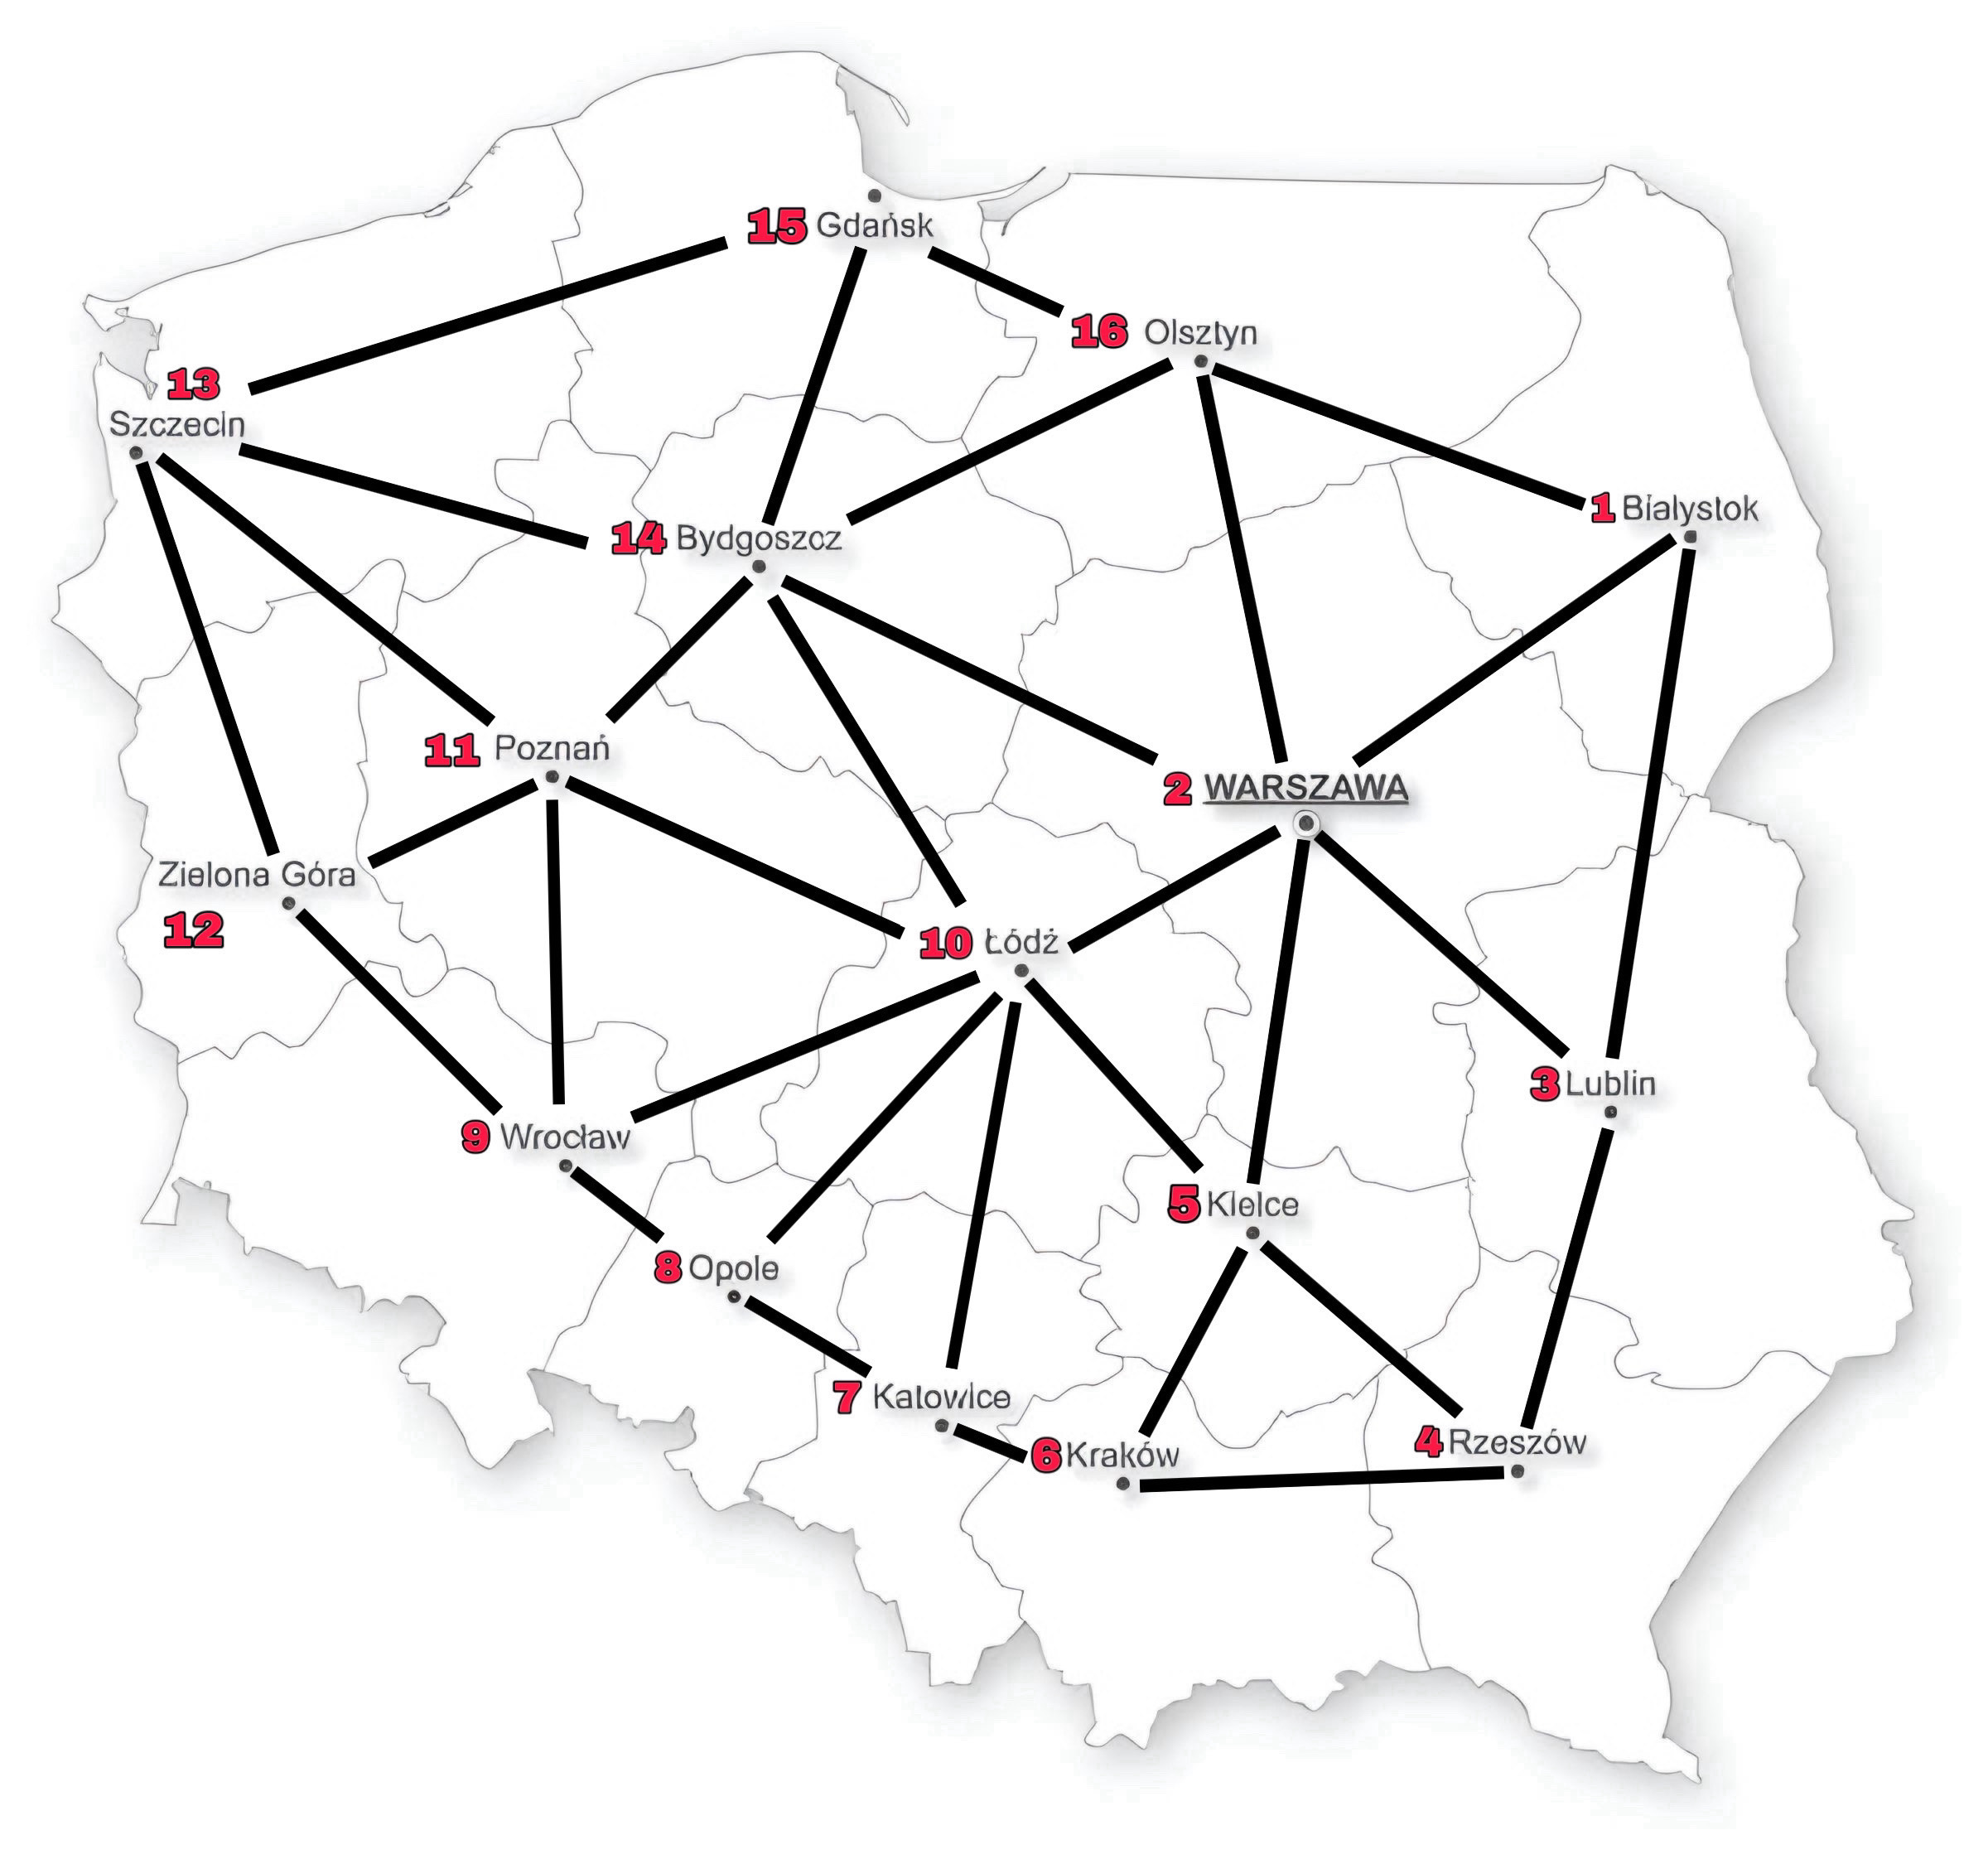 15 Gdańsk
16 Olsztyn
13
Szczecin
1 Białystok
14 Bydgoszcz
11 Poznań
2 WARSZAWA
Zielona Góra
12
10 Łódź
3 Lublin
9 Wrocław
5 Kielce
8 Opole
7 Katowice
4 Rzeszów
6 Kraków